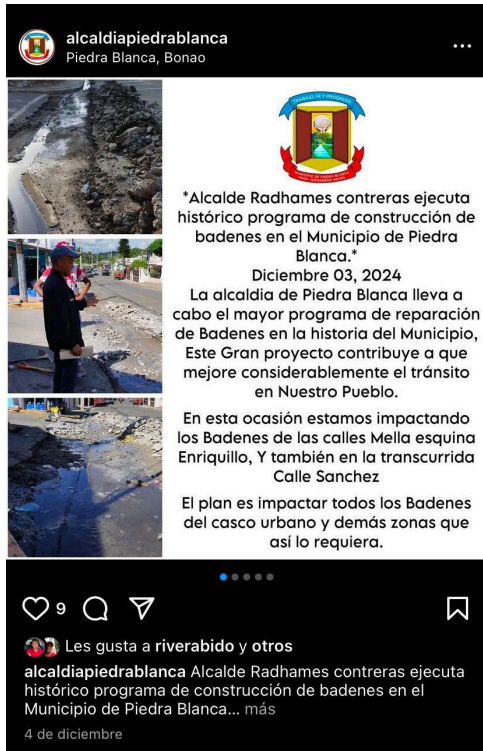 alcaldiapiedrablanca
Piedra Blanca, Bonao
TRABAJO, FE Y PROGRESO
*Alcalde Radhames contreras ejecuta
histórico programa de construcción de
badenes en el Municipio de Piedra
Blanca.*
Diciembre 03, 2024
La alcaldia de Piedra Blanca lleva a
cabo el mayor programa de reparación
de Badenes en la historia del Municipio,
Este Gran proyecto contribuye a que
mejore considerablemente el tránsito
en Nuestro Pueblo.
En esta ocasión estamos impactando
los Badenes de las calles Mella esquina
Enriquillo, Y también en la transcurrida
Calle Sanchez
El plan es impactar todos los Badenes
del casco urbano y demás zonas que
así lo requiera.
9
Les gusta a riverabido y otros
alcaldiapiedrablanca Alcalde Radhames contreras ejecuta
histórico programa de construcción de badenes en el
Municipio de Piedra Blanca... más
4 de diciembre